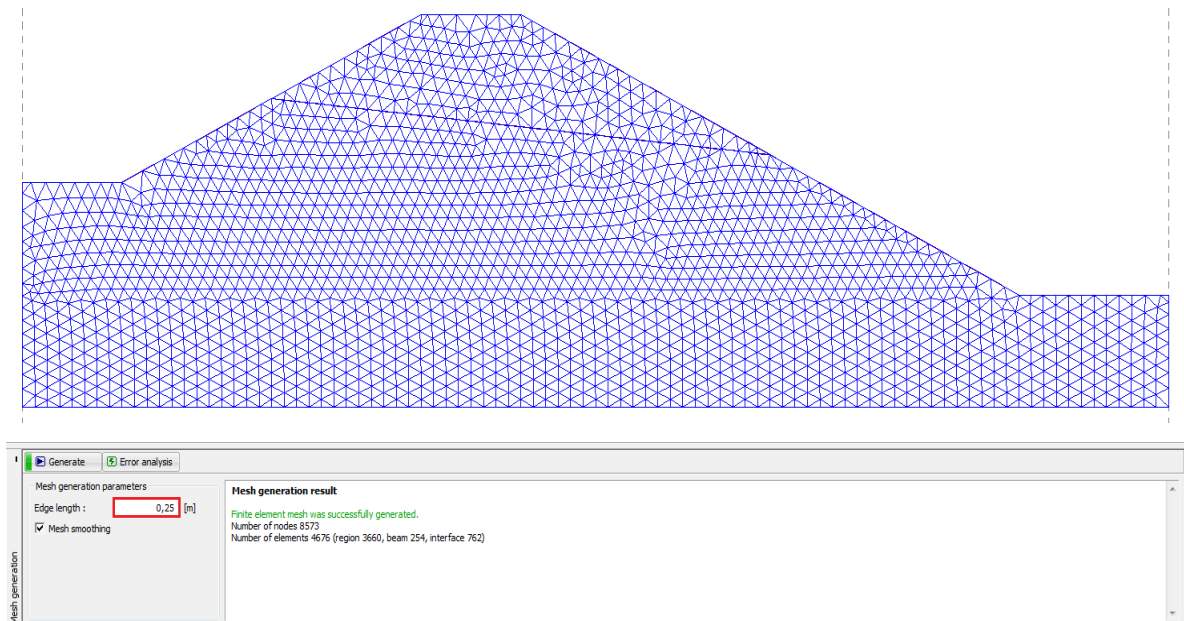 Generate
Error analysis
Mesh generation
Mesh generation parameters
Edge length : 0,25 [m]
Mesh smoothing
Mesh generation result
Finite element mesh was successfully generated.
Number of nodes 8573
Number of elements 4676 (region 3660, beam 254, interface 762)